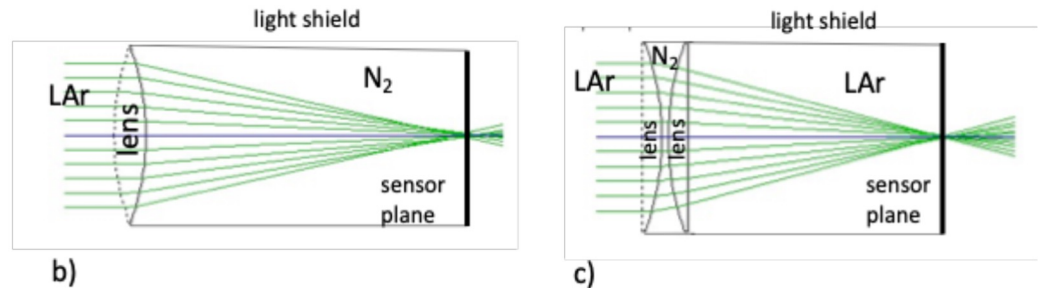 light shield
LAr
lens
N2
sensor
plane
b)
light shield
LAr
N2
lens
lens
LAr
sensor
plane
c)